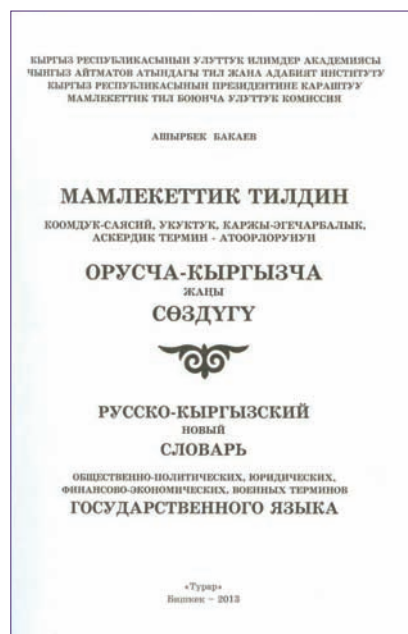 КЫРГЫЗ РЕСПУБЛИКАСЫНЫН УЛУТТУК ИЛИМДЕР АКАДЕМИЯСЫ
ЧЫНГЫЗ АЙТМАТОВ АТЫНДАГЫ ТИЛ ЖАНА АДАБИЯТ ИНСТИТУТУ
КЫРГЫЗ РЕСПУБЛИКАСЫНЫН ПРЕЗИДЕНТИНЕ КАРАШТУУ
МАМЛЕКЕТТИК ТИЛ БОЮНЧА УЛУТТУК КОМИССИЯ
АШЫРБЕК БАКАЕВ
МАМЛЕКЕТТИК ТИЛДИН
КООМДУК-САЯСИЙ, УКУКТУК, КАРЖЫ-ЭГЕЧАРБАЛЫК,
АСКЕРДИК ТЕРМИН - АТООРЛОРУНУН
ОРУСЧА-КЫРГЫЗЧА
ЖАҢЫ
СӨЗДҮГҮ
РУССКО-КЫРГЫЗСКИЙ
НОВЫЙ
СЛОВАРЬ
ОБЩЕСТВЕННО-ПОЛИТИЧЕСКИХ, ЮРИДИЧЕСКИХ,
ФИНАНСОВО-ЭКОНОМИЧЕСКИХ, ВОЕННЫХ ТЕРМИНОВ
ГОСУДАРСТВЕННОГО ЯЗЫКА
«Турар»
Бишкек – 2013